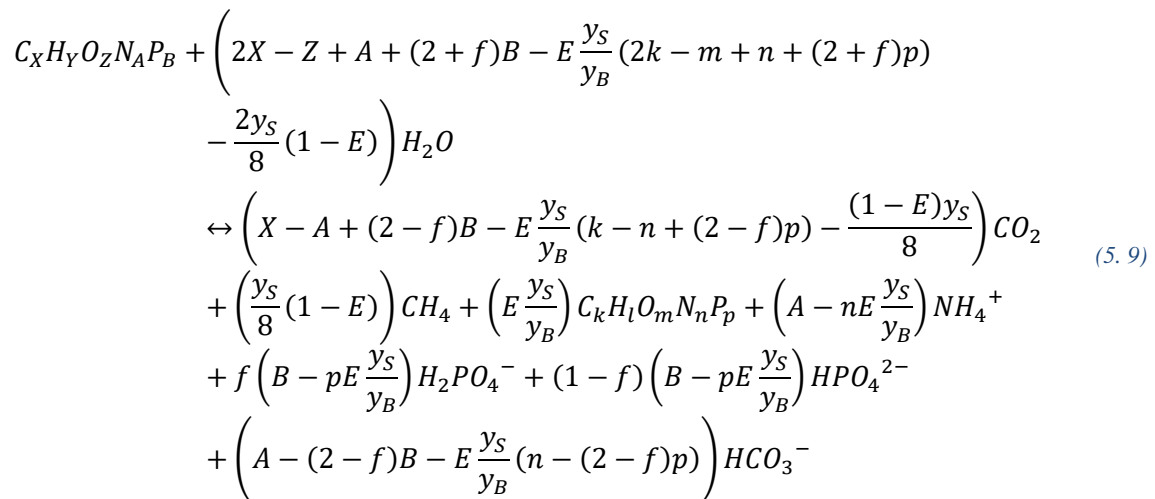 C_XH_YO_ZN_AP_B + (2X − Z + A + (2 + f)B − E y_S/y_B (2k − m + n + (2 + f)p)
− 2y_S/8 (1 − E)) H_2O
↔ (X − A + (2 − f)B − E y_S/y_B (k − n + (2 − f)p) − (1 − E)y_S/8) CO_2
(5. 9)
+ (y_S/8 (1 − E)) CH_4 + (E y_S/y_B) C_kH_lO_mN_nP_p + (A − nE y_S/y_B) NH_4^+
+ f (B − pE y_S/y_B) H_2PO_4^− + (1 − f) (B − pE y_S/y_B) HPO_4^{2−}
+ (A − (2 − f)B − E y_S/y_B (n − (2 − f)p)) HCO_3^−